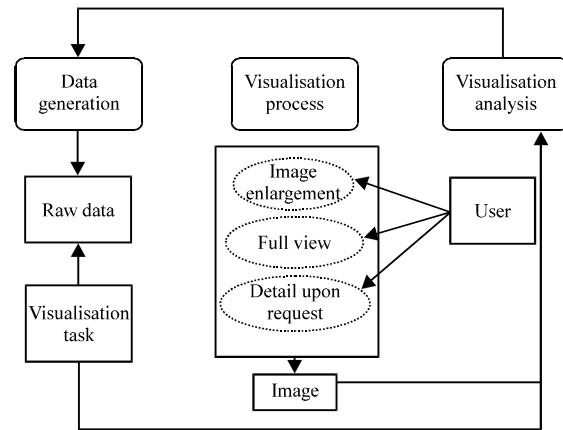 Data
generation
Visualisation
process
Visualisation
analysis
Raw data
Image
enlargement
User
Full view
Detail upon
request
Visualisation
task
Image